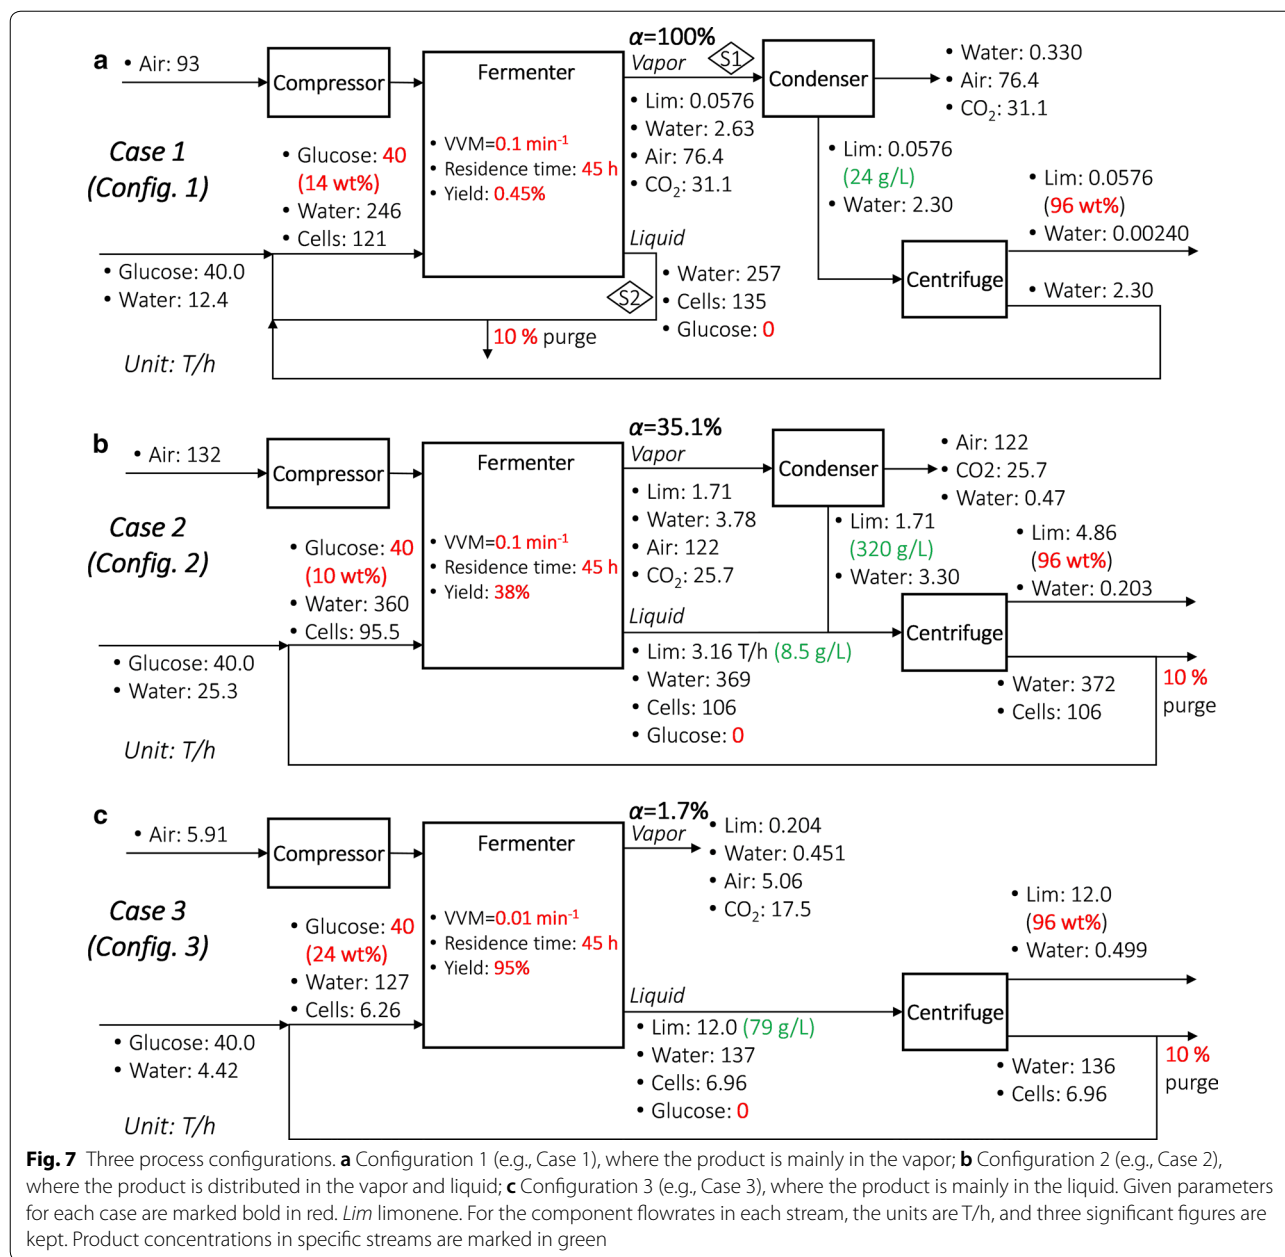 a
• Air: 93
Compressor
Case 1
(Config. 1)
• Glucose: 40
(14 wt%)
• Water: 246
• Cells: 121
• Glucose: 40.0
• Water: 12.4
Unit: T/h
Fermenter
• VVM=0.1 min-1
• Residence time: 45 h
• Yield: 0.45%
α=100%
Vapor
S1
• Lim: 0.0576
• Water: 2.63
• Air: 76.4
• CO2: 31.1
Liquid
S2
• Water: 257
• Cells: 135
• Glucose: 0
10 % purge
Condenser
• Water: 0.330
• Air: 76.4
• CO2: 31.1
• Lim: 0.0576
(24 g/L)
• Water: 2.30
Centrifuge
• Lim: 0.0576
(96 wt%)
• Water: 0.00240
• Water: 2.30
b
• Air: 132
Compressor
Case 2
(Config. 2)
• Glucose: 40
(10 wt%)
• Water: 360
• Cells: 95.5
• Glucose: 40.0
• Water: 25.3
Unit: T/h
Fermenter
• VVM=0.1 min-1
• Residence time: 45 h
• Yield: 38%
α=35.1%
Vapor
• Lim: 1.71
• Water: 3.78
• Air: 122
• CO2: 25.7
Liquid
• Lim: 3.16 T/h (8.5 g/L)
• Water: 369
• Cells: 106
• Glucose: 0
Condenser
• Air: 122
• CO2: 25.7
• Water: 0.47
• Lim: 1.71
(320 g/L)
• Water: 3.30
Centrifuge
• Lim: 4.86
(96 wt%)
• Water: 0.203
• Water: 372
• Cells: 106
10 %
purge
c
• Air: 5.91
Compressor
Case 3
(Config. 3)
• Glucose: 40
(24 wt%)
• Water: 127
• Cells: 6.26
• Glucose: 40.0
• Water: 4.42
Unit: T/h
Fermenter
• VVM=0.01 min-1
• Residence time: 45 h
• Yield: 95%
α=1.7%
Vapor
• Lim: 0.204
• Water: 0.451
• Air: 5.06
• CO2: 17.5
Liquid
• Lim: 12.0 (79 g/L)
• Water: 137
• Cells: 6.96
• Glucose: 0
Centrifuge
• Lim: 12.0
(96 wt%)
• Water: 0.499
• Water: 136
• Cells: 6.96
10 %
purge
Fig. 7 Three process configurations. a Configuration 1 (e.g., Case 1), where the product is mainly in the vapor; b Configuration 2 (e.g., Case 2),
where the product is distributed in the vapor and liquid; c Configuration 3 (e.g., Case 3), where the product is mainly in the liquid. Given parameters
for each case are marked bold in red. Lim limonene. For the component flowrates in each stream, the units are T/h, and three significant figures are
kept. Product concentrations in specific streams are marked in green